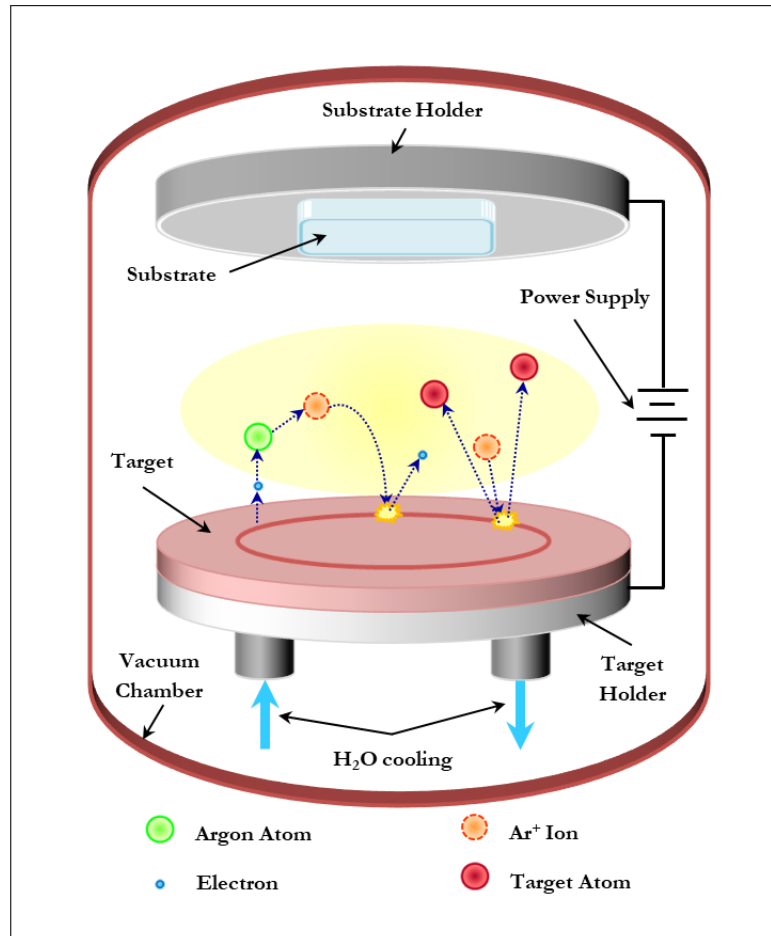 Substrate Holder
Substrate
Power Supply
Target
Vacuum
Chamber
Target
Holder
H₂O cooling
Argon Atom
Ar⁺ Ion
Electron
Target Atom